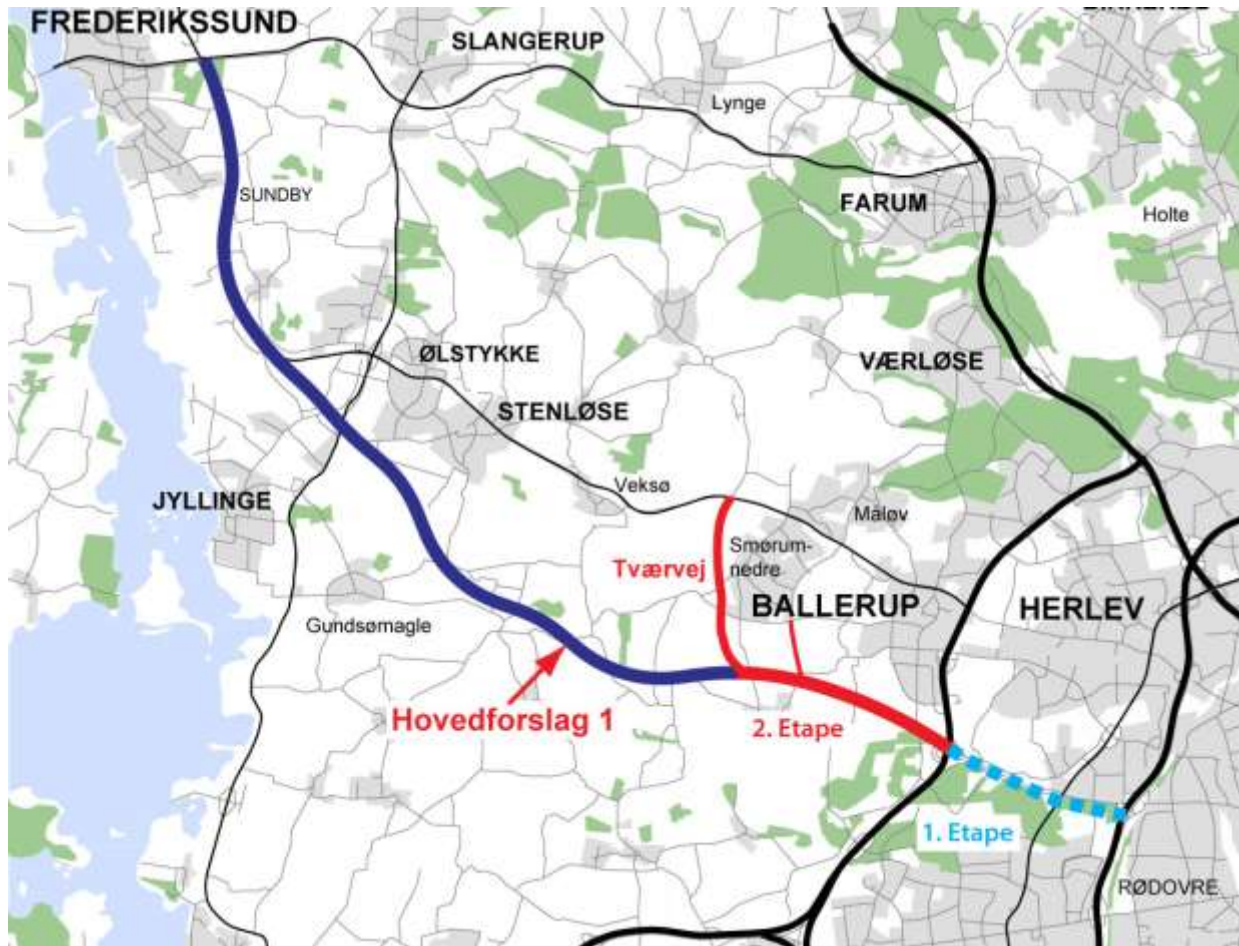 FREDERIKSSUND
SLANGERUP
Lynge
FARUM
Holte
SUNDBY
ØLSTYKKE
VÆRLØSE
STENLØSE
JYLLINGE
Veksø
Måløv
Smørum-
nedre
Tværvej
BALLERUP
HERLEV
Gundsømagle
Hovedforslag 1
2. Etape
1. Etape
RØDOVRE